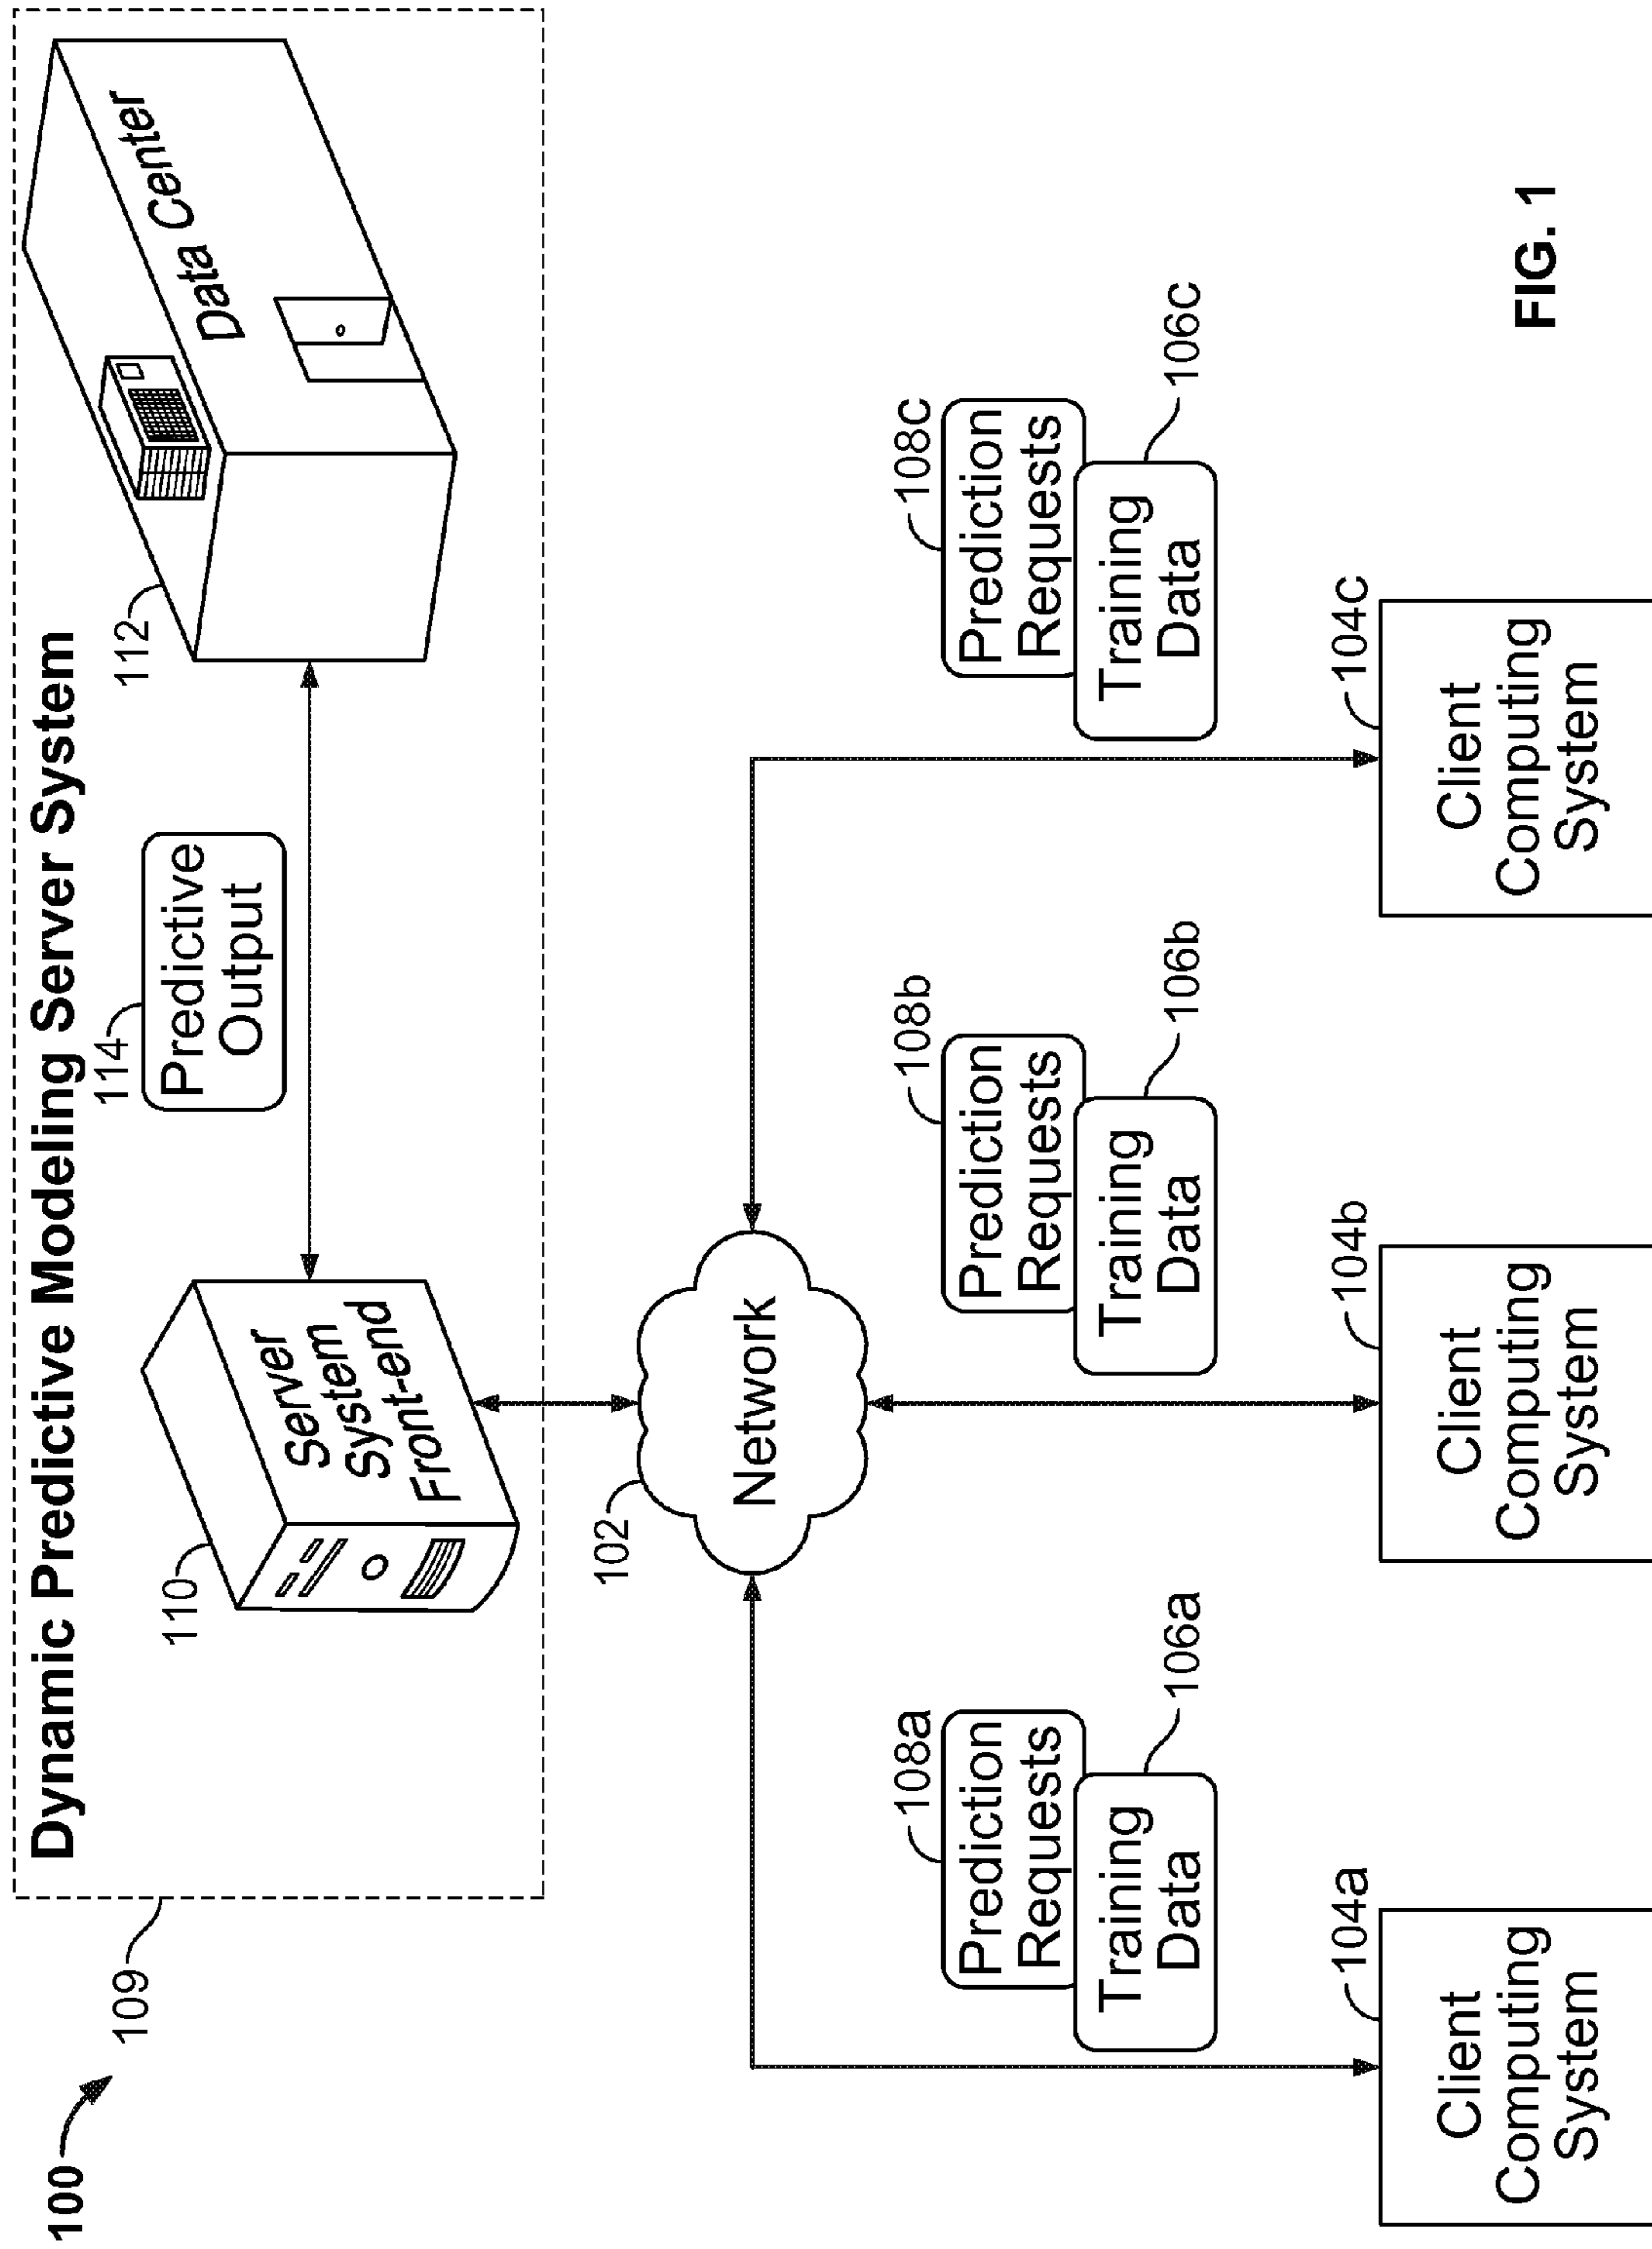 100
109
Dynamic Predictive Modeling Server System
110
Server
System
Front-end
114
Predictive
Output
112
Data Center
102
Network
108a
Prediction
Requests
Training
Data
106a
108b
Prediction
Requests
Training
Data
106b
108c
Prediction
Requests
Training
Data
106c
104a
Client
Computing
System
104b
Client
Computing
System
104c
Client
Computing
System
FIG. 1